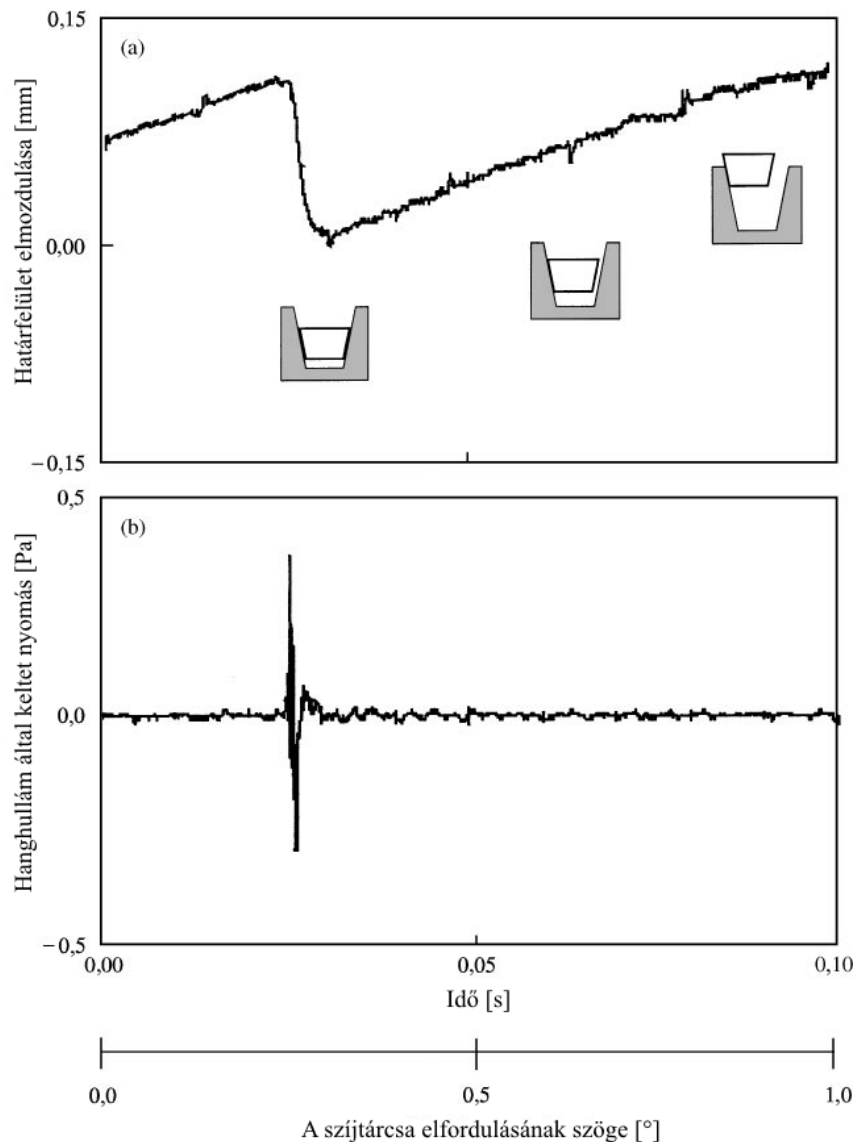 0,15
(a)
Határfelület elmozdulása [mm]
0,00
−0,15
0,5
(b)
Hanghullám által keltet nyomás [Pa]
0,0
−0,5
0,00
0,05
0,10
Idő [s]
0,0
0,5
1,0
A szíjtárcsa elfordulásának szöge [°]